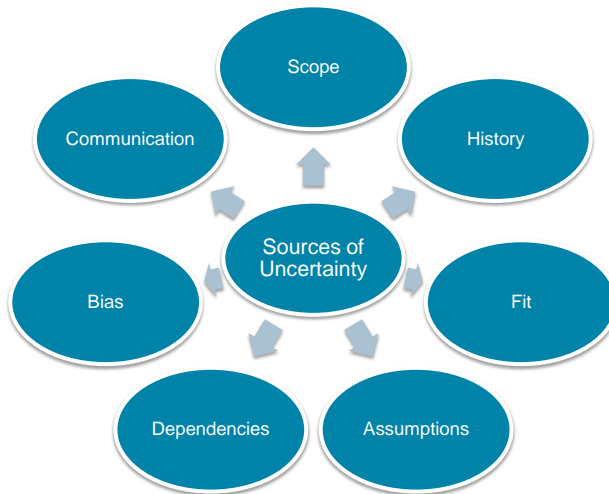 Scope
Communication
History
Sources of
Uncertainty
Bias
Fit
Dependencies
Assumptions